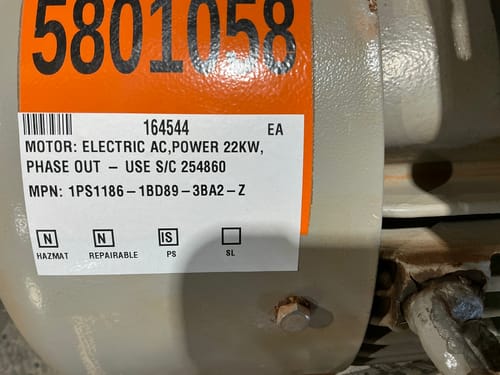 5801058
164544 EA
MOTOR: ELECTRIC AC,POWER 22KW,
PHASE OUT – USE S/C 254860
MPN: 1PS1186–1BD89–3BA2–Z
N N IS
HAZMAT REPAIRABLE PS SL